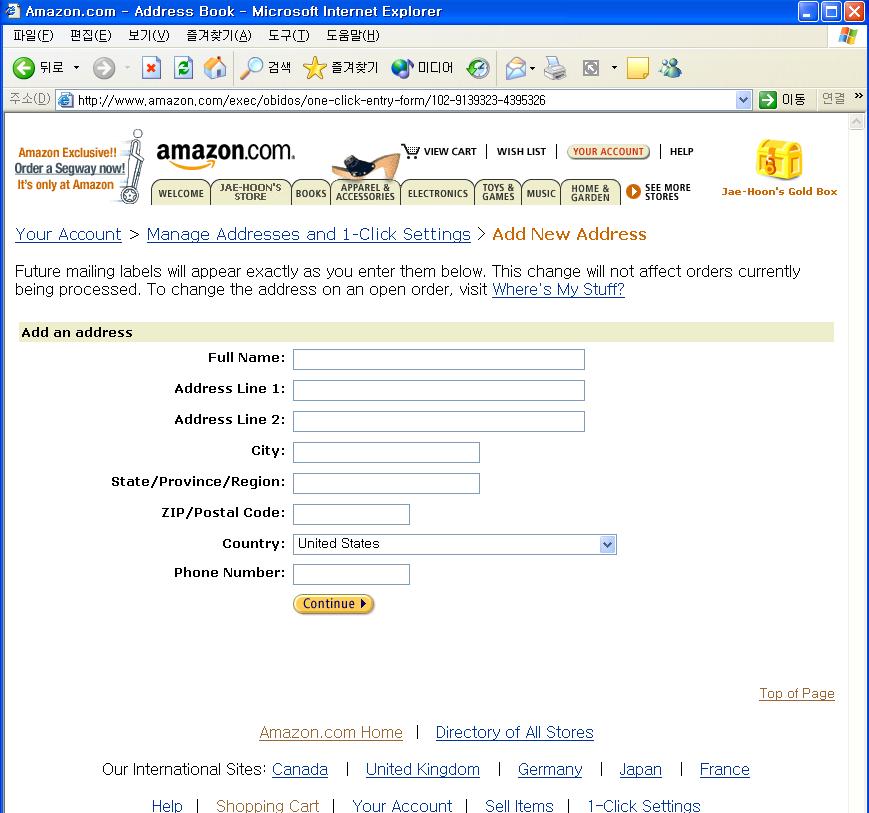 Amazon.com - Address Book - Microsoft Internet Explorer
파일(F) 편집(E) 보기(V) 즐겨찾기(A) 도구(T) 도움말(H)
뒤로 검색 즐겨찾기 미디어
주소(D) http://www.amazon.com/exec/obidos/one-click-entry-form/102-9139323-4395326 이동 연결 »
Amazon Exclusive!!
Order a Segway now!
It's only at Amazon
amazon.com.
VIEW CART | WISH LIST | YOUR ACCOUNT | HELP
WELCOME
JAE-HOON'S STORE
BOOKS
APPAREL & ACCESSORIES
ELECTRONICS
TOYS & GAMES
MUSIC
HOME & GARDEN
SEE MORE STORES
5
Jae-Hoon's Gold Box
Your Account > Manage Addresses and 1-Click Settings > Add New Address
Future mailing labels will appear exactly as you enter them below. This change will not affect orders currently
being processed. To change the address on an open order, visit Where's My Stuff?
Add an address
Full Name:
Address Line 1:
Address Line 2:
City:
State/Province/Region:
ZIP/Postal Code:
Country: United States
Phone Number:
Continue
Top of Page
Amazon.com Home | Directory of All Stores
Our International Sites: Canada | United Kingdom | Germany | Japan | France
Help | Shopping Cart | Your Account | Sell Items | 1-Click Settings